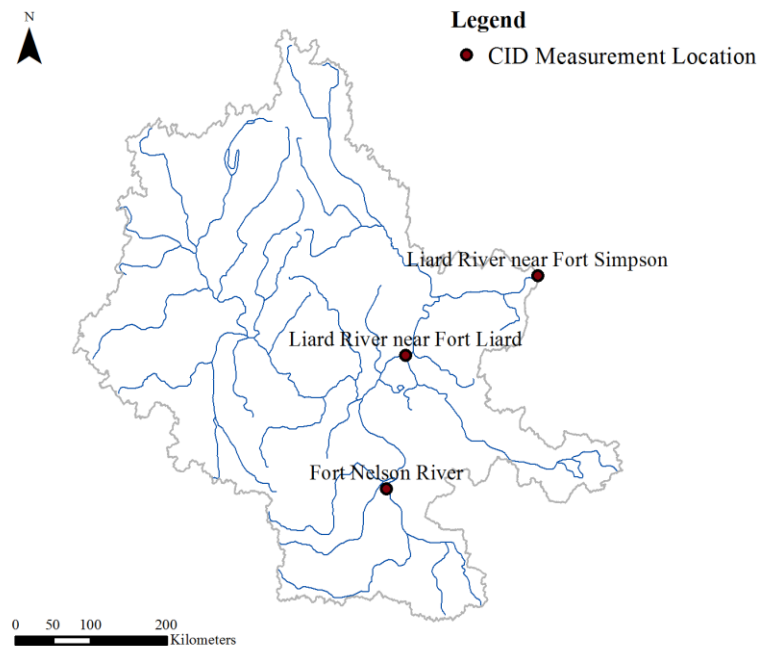 N
Legend
CID Measurement Location
Liard River near Fort Simpson
Liard River near Fort Liard
Fort Nelson River
0 50 100 200
Kilometers